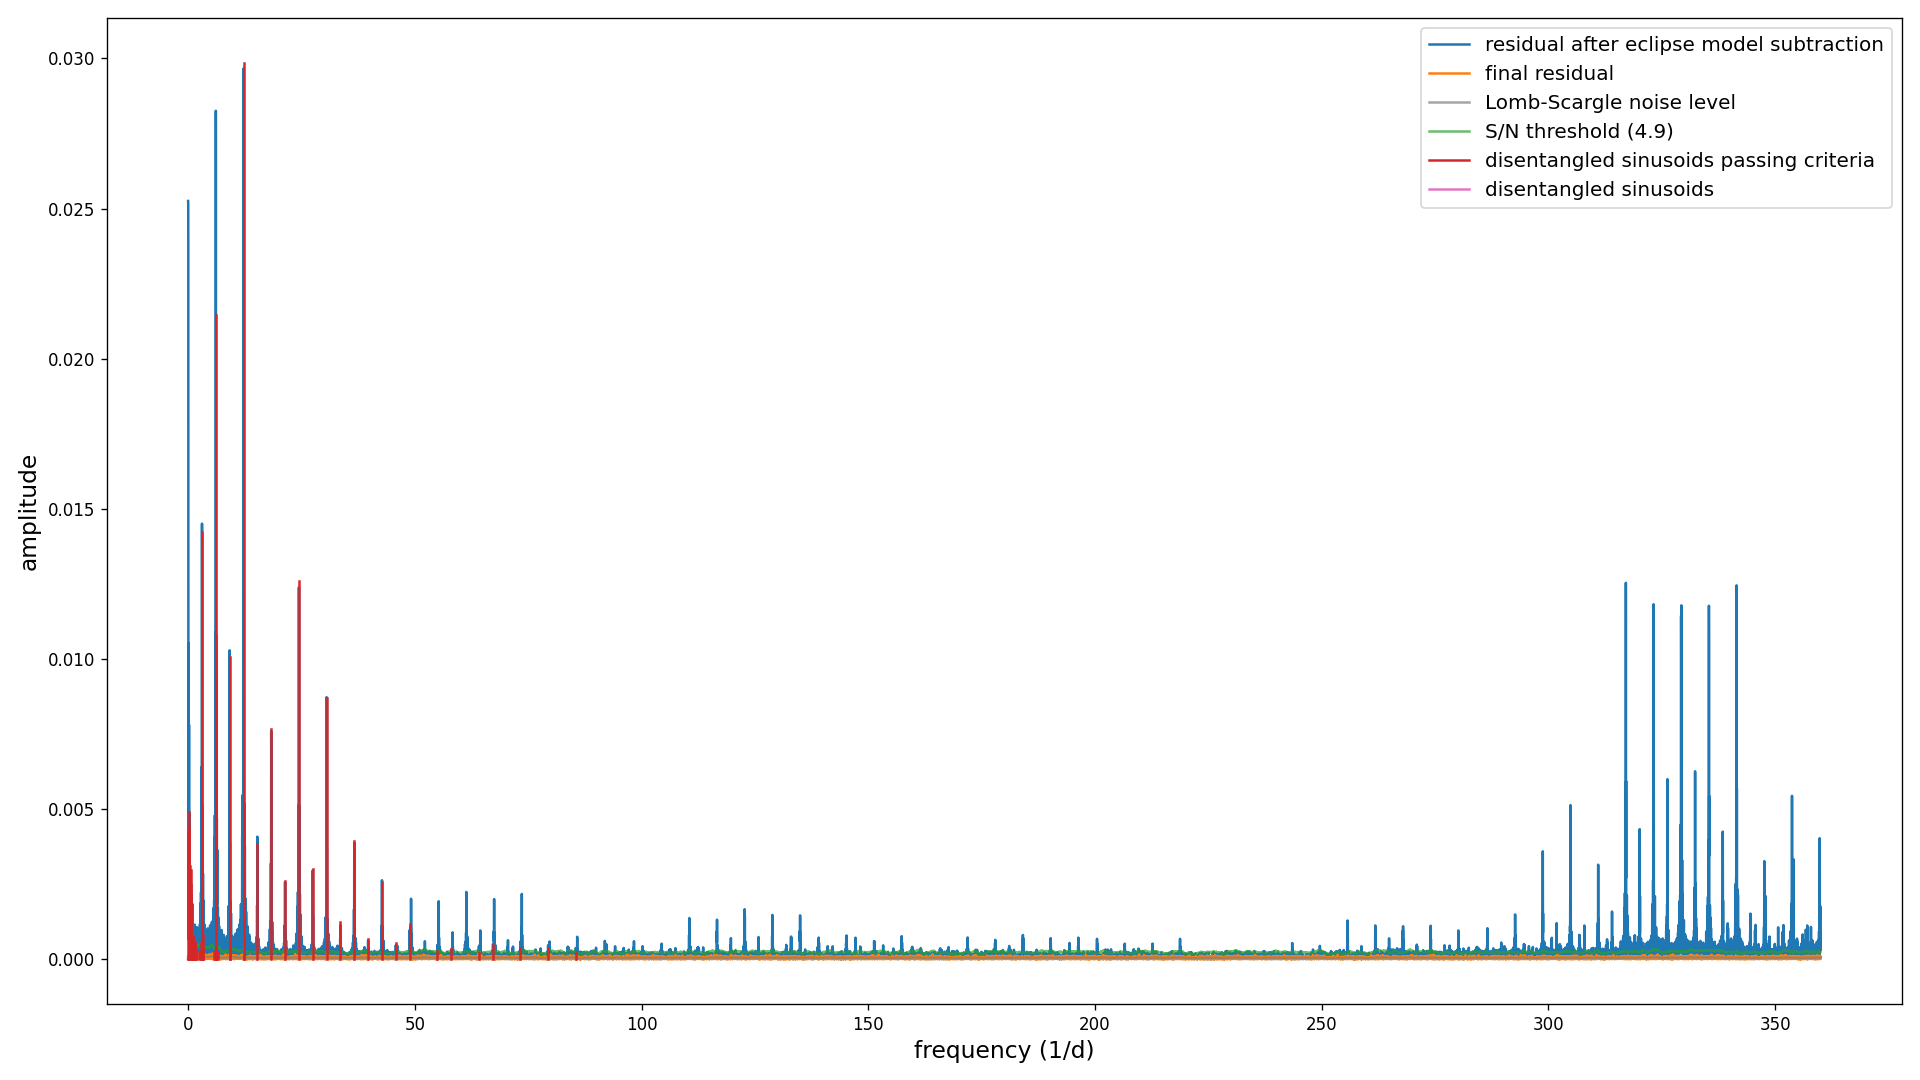 0.030
0.025
0.020
0.015
0.010
0.005
0.000
amplitude
0
50
100
150
200
250
300
350
frequency (1/d)
residual after eclipse model subtraction
final residual
Lomb-Scargle noise level
S/N threshold (4.9)
disentangled sinusoids passing criteria
disentangled sinusoids